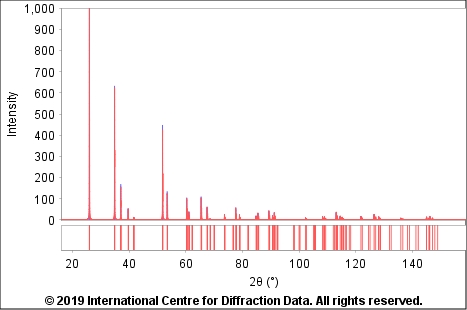 1,000
900
800
700
600
500
400
300
200
100
0
Intensity
20 40 60 80 100 120 140
2θ (°)
© 2019 International Centre for Diffraction Data. All rights reserved.